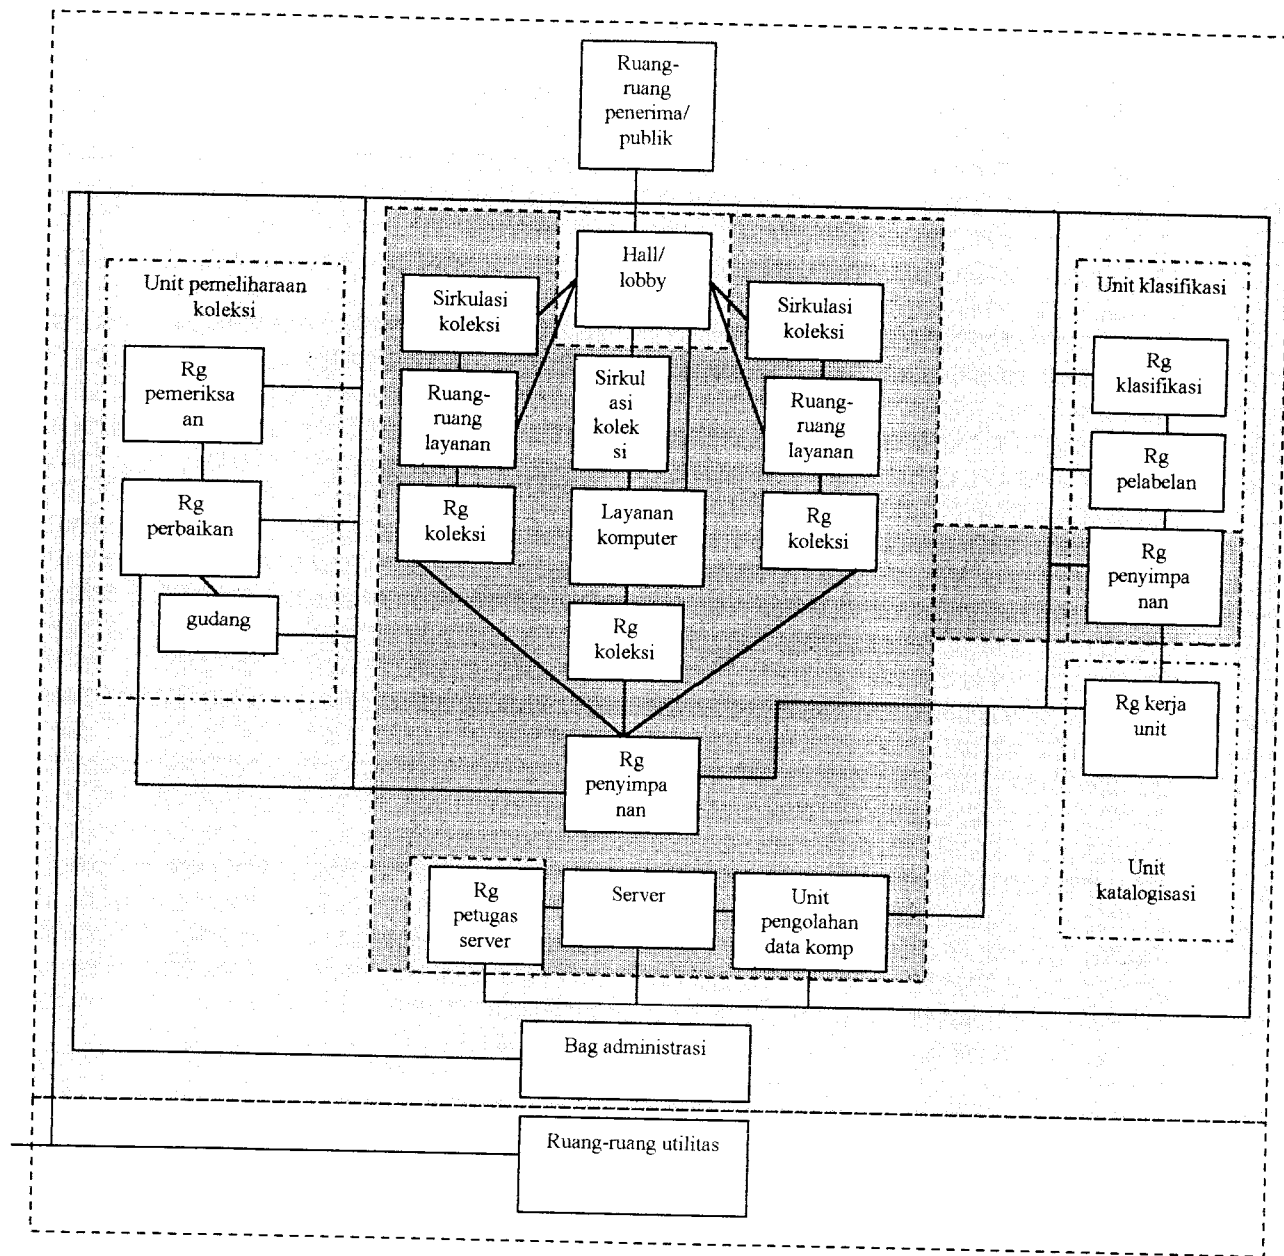 Ruang-
ruang
penerima/
publik
Hall/
lobby
Unit pemeliharaan
koleksi
Rg
pemeriksa
an
Rg
perbaikan
gudang
Sirkulasi
koleksi
Ruang-
ruang
layanan
Rg
koleksi
Sirkul
asi
kolek
si
Layanan
komputer
Rg
koleksi
Sirkulasi
koleksi
Ruang-
ruang
layanan
Rg
koleksi
Unit klasifikasi
Rg
klasifikasi
Rg
pelabelan
Rg
penyimpa
nan
Rg kerja
unit
Unit
katalogisasi
Rg
penyimpa
nan
Rg
petugas
server
Server
Unit
pengolahan
data komp
Bag administrasi
Ruang-ruang utilitas